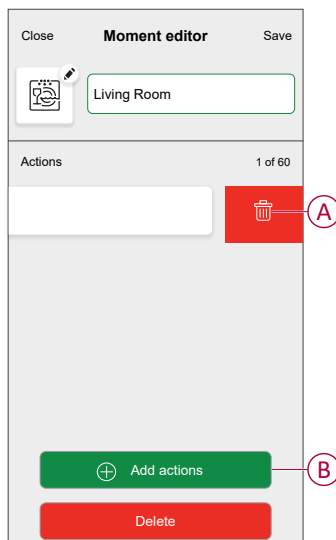 Close Moment editor Save
Living Room
Actions 1 of 60
A
Add actions
B
Delete